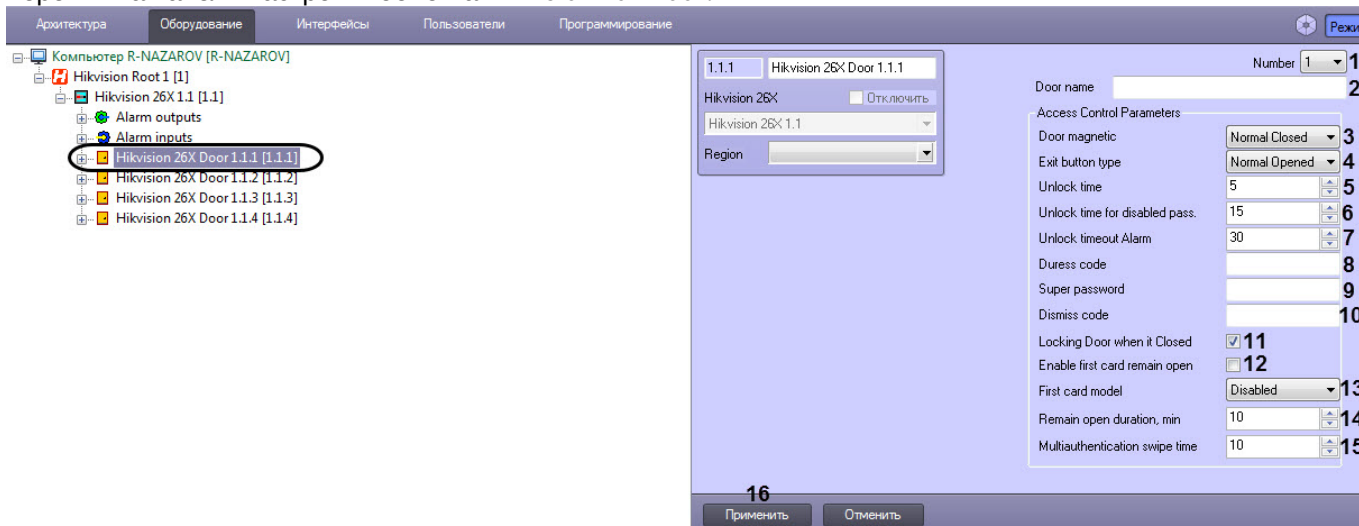 Архитектура Оборудование Интерфейсы Пользователи Программирование
Компьютер R-NAZAROV [R-NAZAROV]
Hikvision Root 1 [1]
Hikvision 26X 1.1 [1.1]
Alarm outputs
Alarm inputs
Hikvision 26X Door 1.1.1 [1.1.1]
Hikvision 26X Door 1.1.2 [1.1.2]
Hikvision 26X Door 1.1.3 [1.1.3]
Hikvision 26X Door 1.1.4 [1.1.4]
1.1.1 Hikvision 26X Door 1.1.1
Hikvision 26X Отключить
Hikvision 26X 1.1
Region
Number 1 1
Door name 2
Access Control Parameters
Door magnetic Normal Closed 3
Exit button type Normal Opened 4
Unlock time 5 5
Unlock time for disabled pass. 15 6
Unlock timeout Alarm 30 7
Duress code 8
Super password 9
Dismiss code 10
Locking Door when it Closed 11
Enable first card remain open 12
First card model Disabled 13
Remain open duration, min 10 14
Multiauthentication swipe time 10 15
16
Применить Отменить